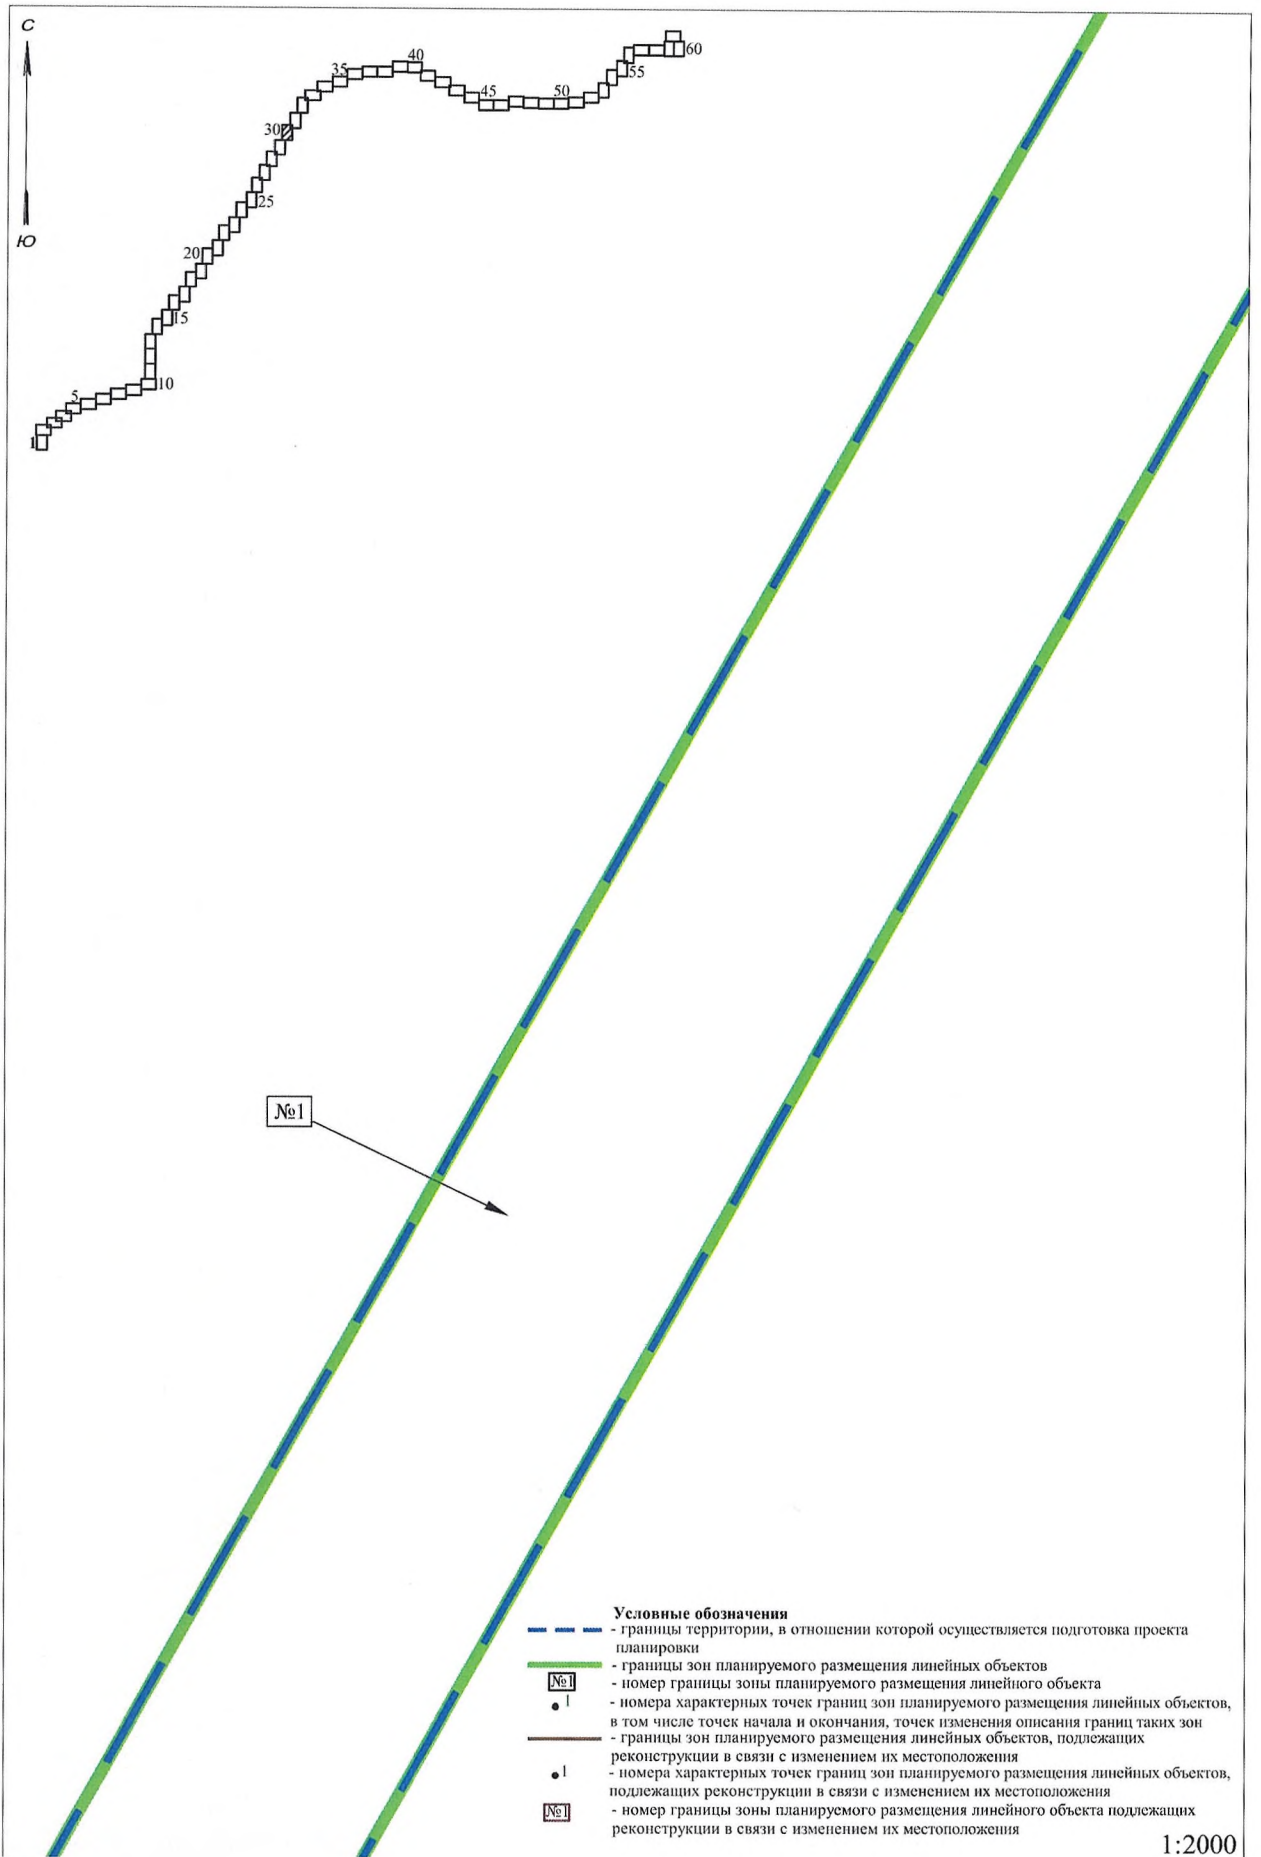 С
Ю
1
5
10
15
20
25
30
35
40
45
50
55
60
№1
Условные обозначения
- границы территории, в отношении которой осуществляется подготовка проекта
планировки
- границы зон планируемого размещения линейных объектов
№1
- номер границы зоны планируемого размещения линейного объекта
1
- номера характерных точек границ зон планируемого размещения линейных объектов,
в том числе точек начала и окончания, точек изменения описания границ таких зон
- границы зон планируемого размещения линейных объектов, подлежащих
реконструкции в связи с изменением их местоположения
1
- номера характерных точек границ зон планируемого размещения линейных объектов,
подлежащих реконструкции в связи с изменением их местоположения
№1
- номер границы зоны планируемого размещения линейного объекта подлежащих
реконструкции в связи с изменением их местоположения
1:2000